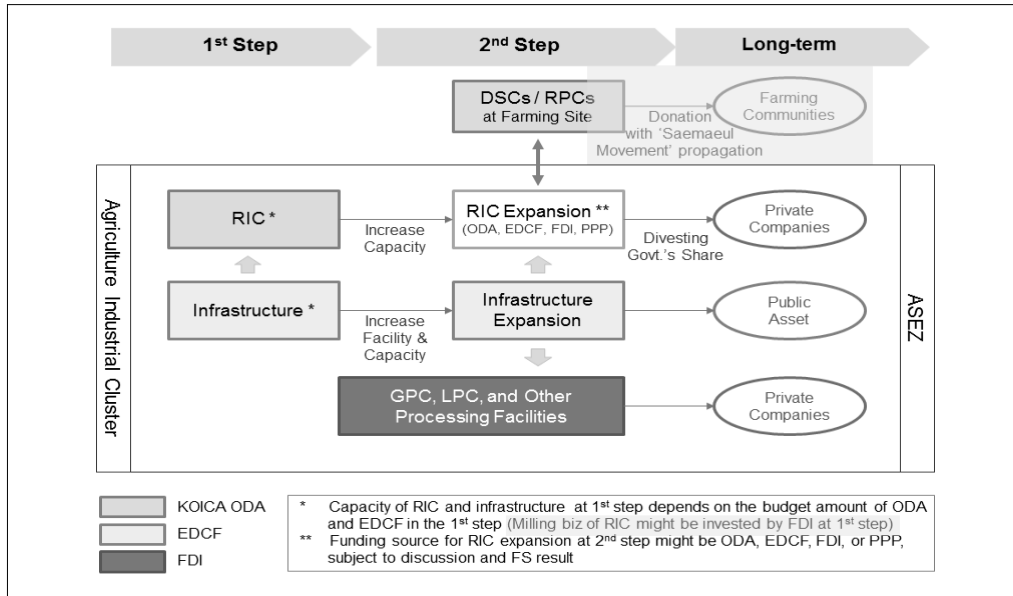 1st Step
2nd Step
Long-term
DSCs / RPCs
at Farming Site
Donation
with 'Saemaeul
Movement' propagation
Farming
Communities
Agriculture Industrial Cluster
RIC *
Increase
Capacity
RIC Expansion **
(ODA, EDCF, FDI, PPP)
Divesting
Govt.'s Share
Private
Companies
Infrastructure *
Increase
Facility &
Capacity
Infrastructure
Expansion
Public
Asset
GPC, LPC, and Other
Processing Facilities
Private
Companies
ASEZ
KOICA ODA
EDCF
FDI
* Capacity of RIC and infrastructure at 1st step depends on the budget amount of ODA
and EDCF in the 1st step (Milling biz of RIC might be invested by FDI at 1st step)
** Funding source for RIC expansion at 2nd step might be ODA, EDCF, FDI, or PPP,
subject to discussion and FS result